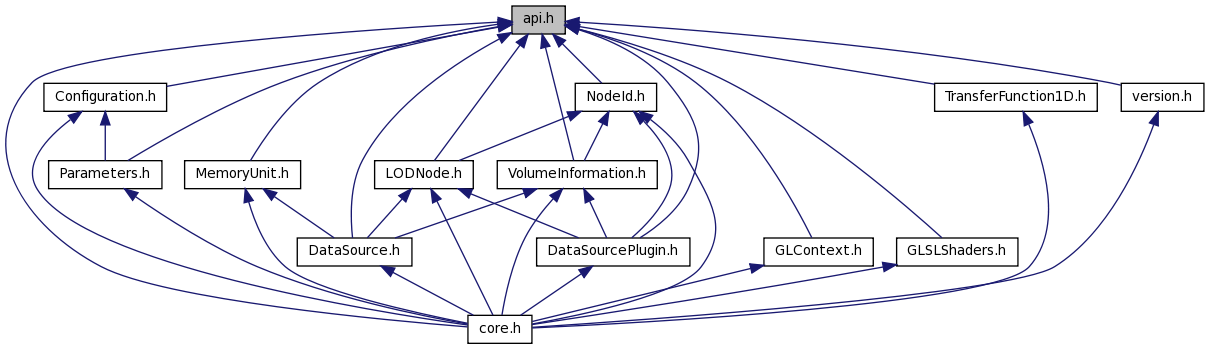 api.h
Configuration.h
NodeId.h
TransferFunction1D.h
version.h
Parameters.h
MemoryUnit.h
LODNode.h
VolumeInformation.h
DataSource.h
DataSourcePlugin.h
GLContext.h
GLSLShaders.h
core.h